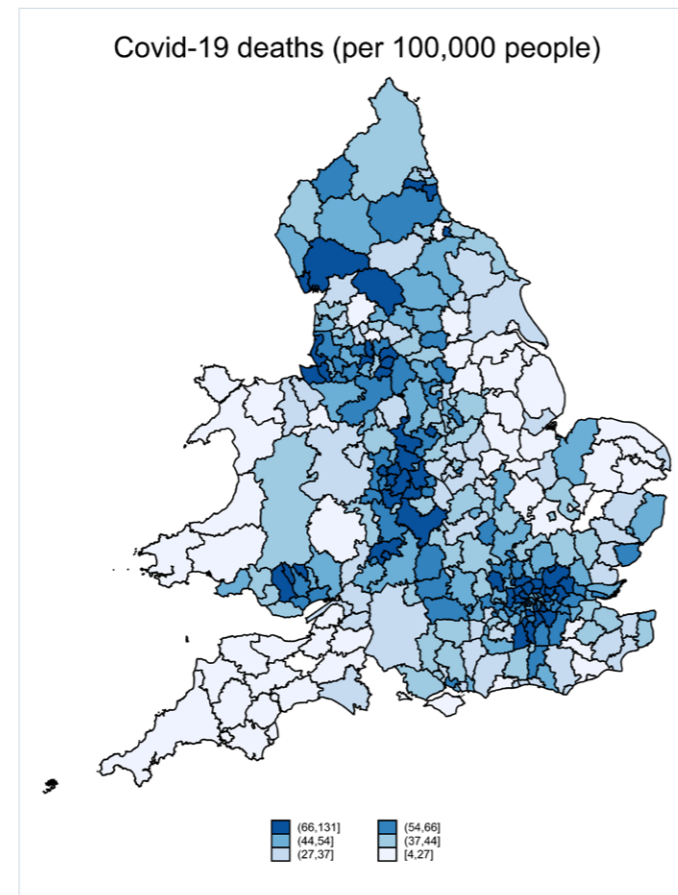 Covid-19 deaths (per 100,000 people)
(66,131] (54,66]
(44,54] (37,44]
(27,37] [4,27]